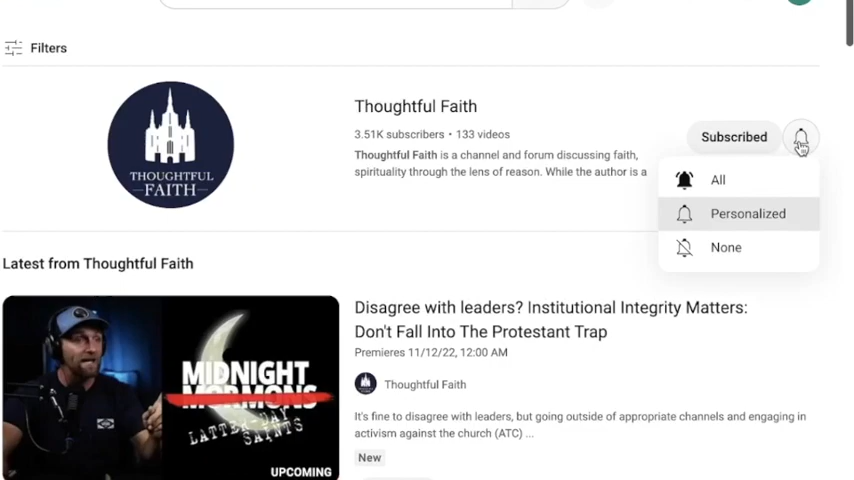 Filters
THOUGHTFUL
FAITH
Thoughtful Faith
3.51K subscribers • 133 videos
Thoughtful Faith is a channel and forum discussing faith,
spirituality through the lens of reason. While the author is a
Subscribed
All
Personalized
None
Latest from Thoughtful Faith
MIDNIGHT
MORMONS
LATTER-DAY
SAINTS
UPCOMING
Disagree with leaders? Institutional Integrity Matters:
Don't Fall Into The Protestant Trap
Premieres 11/12/22, 12:00 AM
Thoughtful Faith
It's fine to disagree with leaders, but going outside of appropriate channels and engaging in
activism against the church (ATC) ...
New